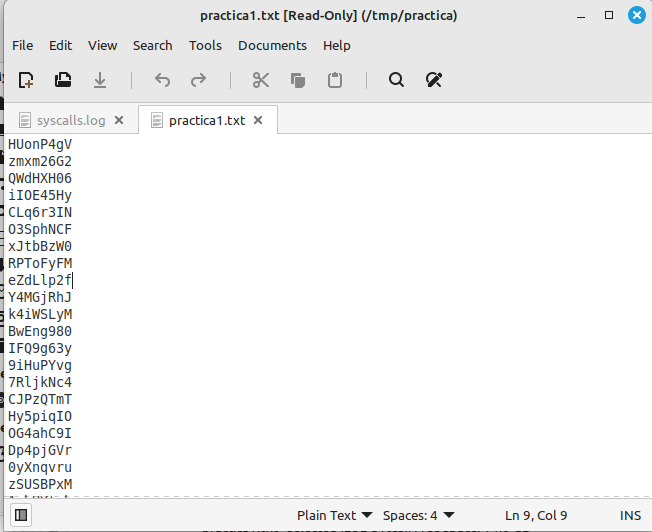 practica1.txt [Read-Only] (/tmp/practica)
File Edit View Search Tools Documents Help
syscalls.log practica1.txt
HUonP4gV
zmxm26G2
QWdHXH06
iIOE45Hy
CLq6r3IN
O3SphNCF
xJtbBzW0
RPToFyFM
eZdLlp2f
Y4MGjRhJ
k4iWSLyM
BwEng980
IFQ9g63y
9iHuPYvg
7RljkNc4
CJPzQTmT
Hy5piqIO
OG4ahC9I
Dp4pjGVr
0yXnqvru
zSUSBPxM
Plain Text Spaces: 4 Ln 9, Col 9 INS